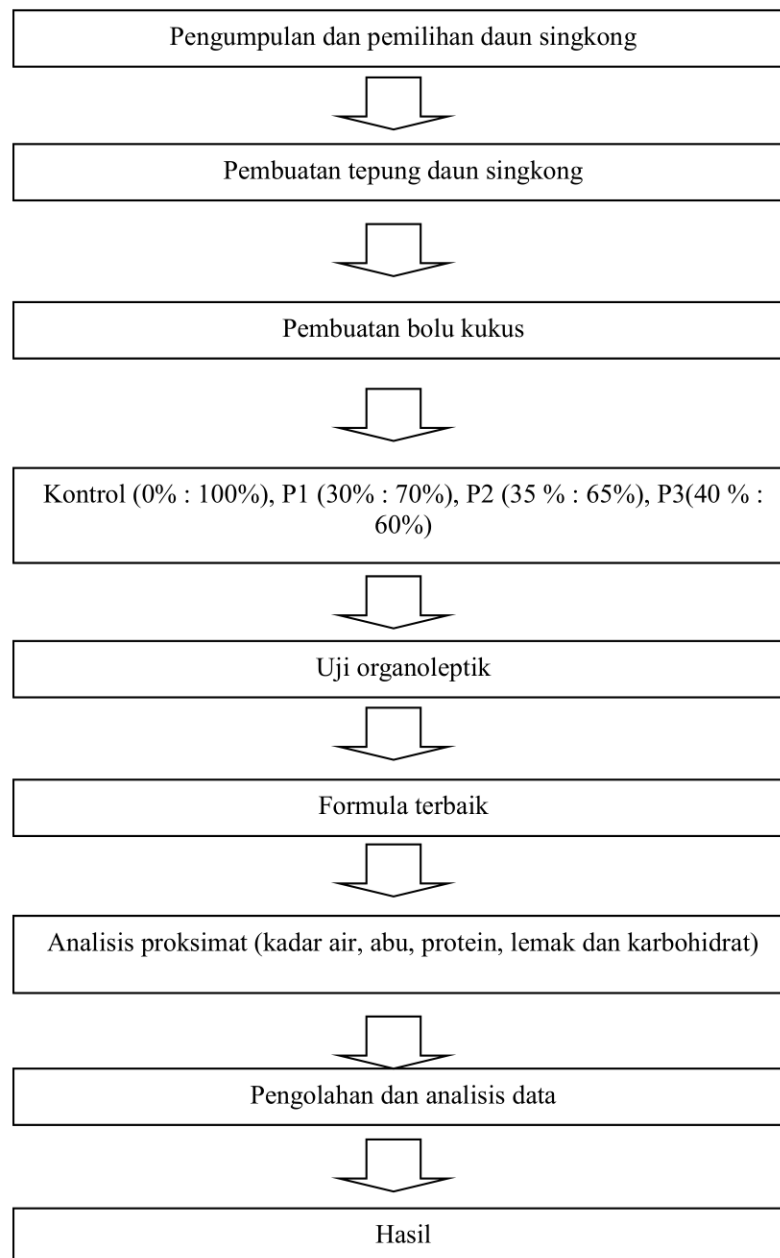 Pengumpulan dan pemilihan daun singkong
Pembuatan tepung daun singkong
Pembuatan bolu kukus
Kontrol (0% : 100%), P1 (30% : 70%), P2 (35 % : 65%), P3(40 % :
60%)
Uji organoleptik
Formula terbaik
Analisis proksimat (kadar air, abu, protein, lemak dan karbohidrat)
Pengolahan dan analisis data
Hasil